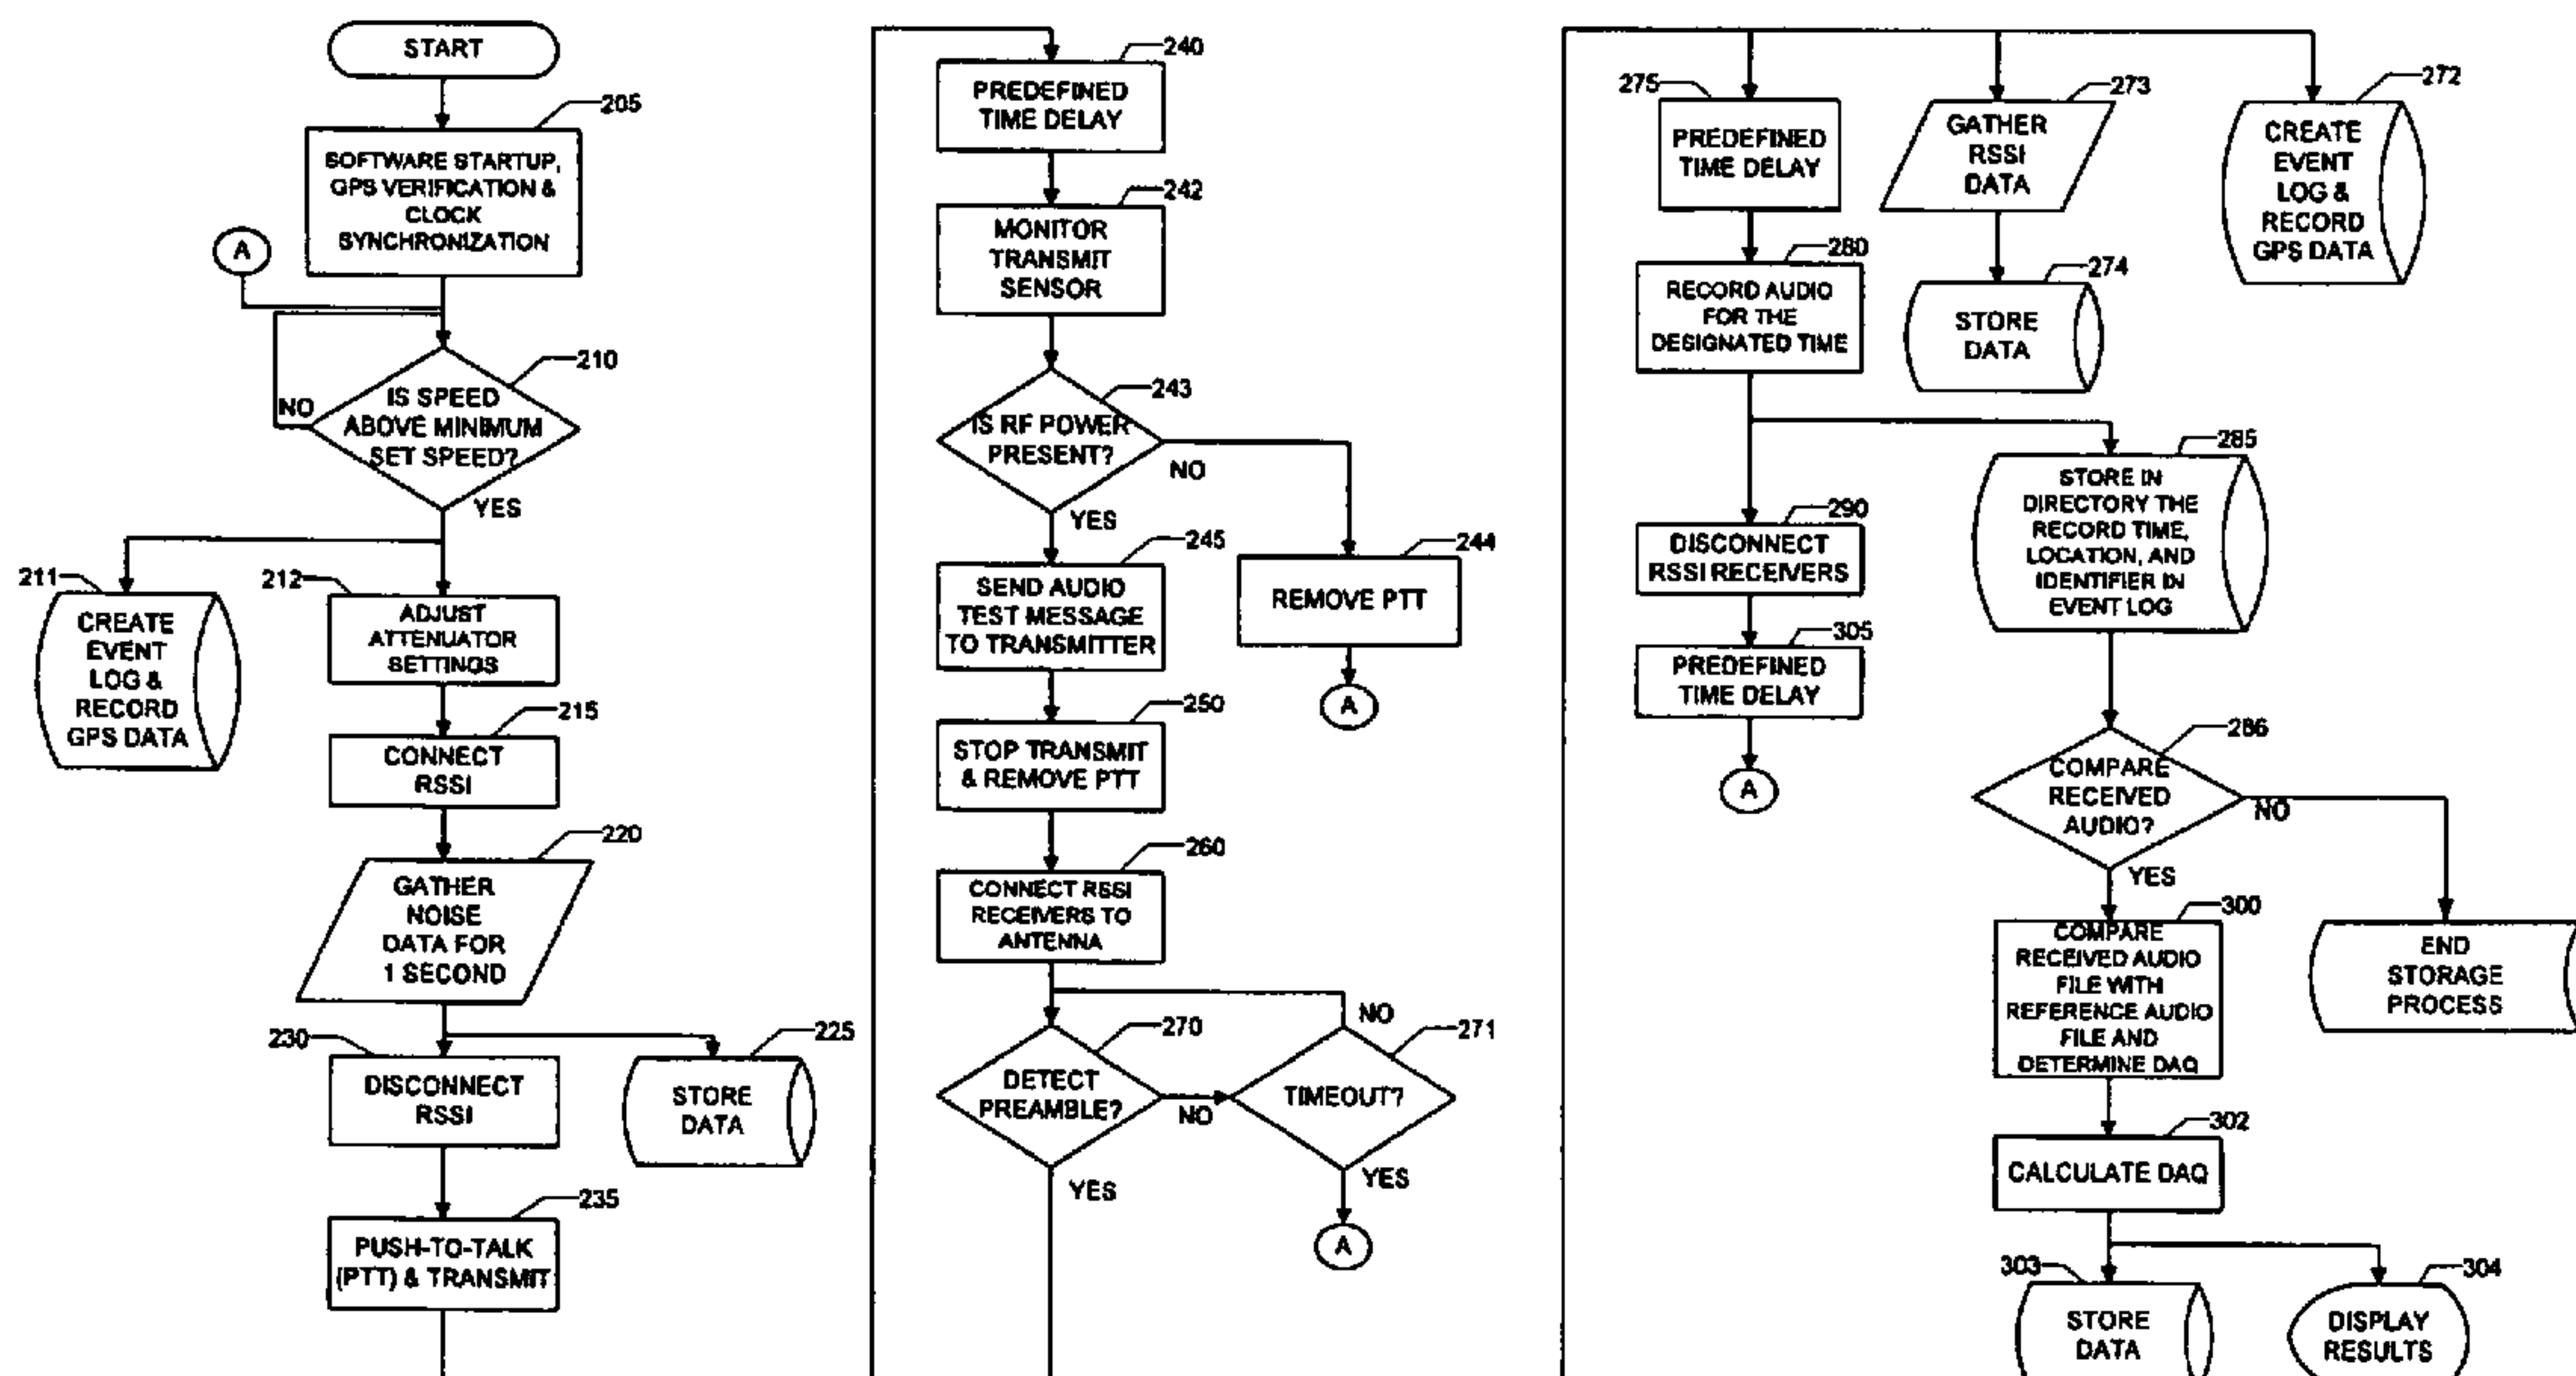 START
205
SOFTWARE STARTUP,
GPS VERIFICATION &
CLOCK
SYNCHRONIZATION
A
210
IS SPEED
ABOVE MINIMUM
SET SPEED?
NO
YES
211
CREATE
EVENT
LOG &
RECORD
GPS DATA
212
ADJUST
ATTENUATOR
SETTINGS
215
CONNECT
RSSI
220
GATHER
NOISE
DATA FOR
1 SECOND
230
DISCONNECT
RSSI
225
STORE
DATA
235
PUSH-TO-TALK
(PTT) & TRANSMIT
240
PREDEFINED
TIME DELAY
242
MONITOR
TRANSMIT
SENSOR
243
IS RF POWER
PRESENT?
NO
YES
245
SEND AUDIO
TEST MESSAGE
TO TRANSMITTER
244
REMOVE PTT
A
250
STOP TRANSMIT
& REMOVE PTT
260
CONNECT RSSI
RECEIVERS TO
ANTENNA
270
DETECT
PREAMBLE?
NO
YES
271
TIMEOUT?
NO
YES
A
275
PREDEFINED
TIME DELAY
273
GATHER
RSSI
DATA
272
CREATE
EVENT
LOG &
RECORD
GPS DATA
280
RECORD AUDIO
FOR THE
DESIGNATED TIME
274
STORE
DATA
285
STORE IN
DIRECTORY THE
RECORD TIME,
LOCATION, AND
IDENTIFIER IN
EVENT LOG
290
DISCONNECT
RSSI RECEIVERS
305
PREDEFINED
TIME DELAY
A
286
COMPARE
RECEIVED
AUDIO?
NO
YES
300
COMPARE
RECEIVED AUDIO
FILE WITH
REFERENCE AUDIO
FILE AND
DETERMINE DAQ
END
STORAGE
PROCESS
302
CALCULATE DAQ
303
STORE
DATA
304
DISPLAY
RESULTS